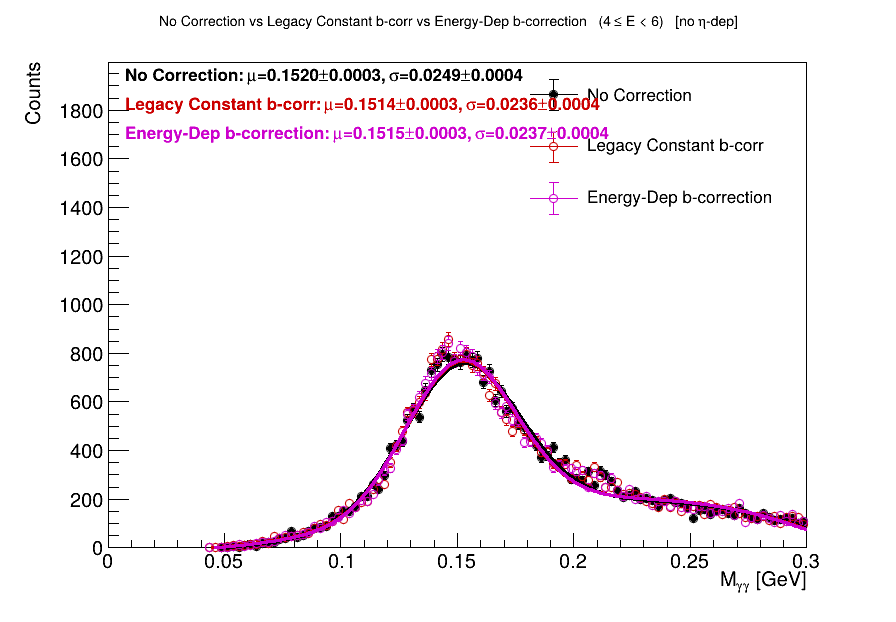 No Correction vs Legacy Constant b-corr vs Energy-Dep b-correction (4 ≤ E < 6) [no η-dep]
Counts
No Correction: μ=0.1520±0.0003, σ=0.0249±0.0004
Legacy Constant b-corr: μ=0.1514±0.0003, σ=0.0236±0.0004
Energy-Dep b-correction: μ=0.1515±0.0003, σ=0.0237±0.0004
No Correction
Legacy Constant b-corr
Energy-Dep b-correction
1800
1600
1400
1200
1000
800
600
400
200
0
0 0.05 0.1 0.15 0.2 0.25 0.3
Mγγ [GeV]